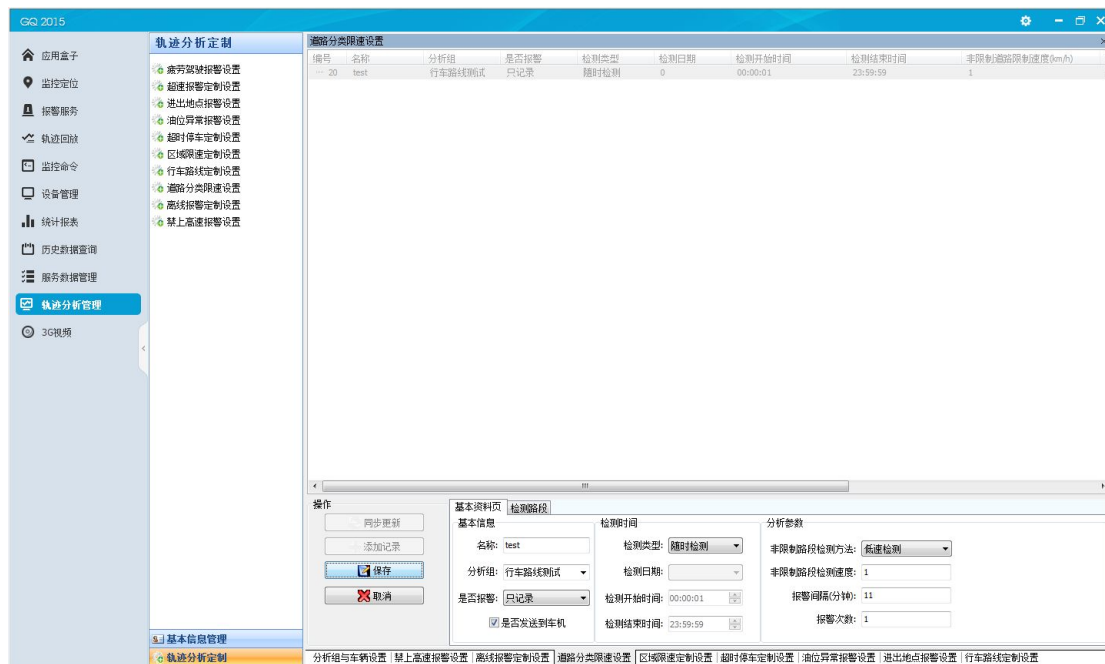 GQ 2015
应用盒子
监控定位
报警服务
轨迹回放
监控命令
设备管理
统计报表
历史数据查询
服务数据管理
轨迹分析管理
3G视频
轨迹分析定制
疲劳驾驶报警设置
超速报警定制设置
进出地点报警设置
油位异常报警设置
超时停车定制设置
区域限速定制设置
行车路线定制设置
道路分类限速设置
离线报警定制设置
禁上高速报警设置
基本信息管理
轨迹分析定制
道路分类限速设置
编号 名称 分析组 是否报警 检测类型 检测日期 检测开始时间 检测结束时间 非限制道路限制速度(km/h)
20 test 行车路线测试 只记录 随时检测 0 00:00:01 23:59:59 1
操作
同步更新
添加记录
保存
取消
基本资料页 检测路段
基本信息 检测时间 分析参数
名称: test 检测类型: 随时检测 非限制路段检测方法: 低速检测
分析组: 行车路线测试 检测日期: 非限制路段检测速度: 1
是否报警: 只记录 检测开始时间: 00:00:01 报警间隔(分钟): 11
是否发送到车机 检测结束时间: 23:59:59 报警次数: 1
分析组与车辆设置 禁上高速报警设置 离线报警定制设置 道路分类限速设置 区域限速定制设置 超时停车定制设置 油位异常报警设置 进出地点报警设置 行车路线定制设置